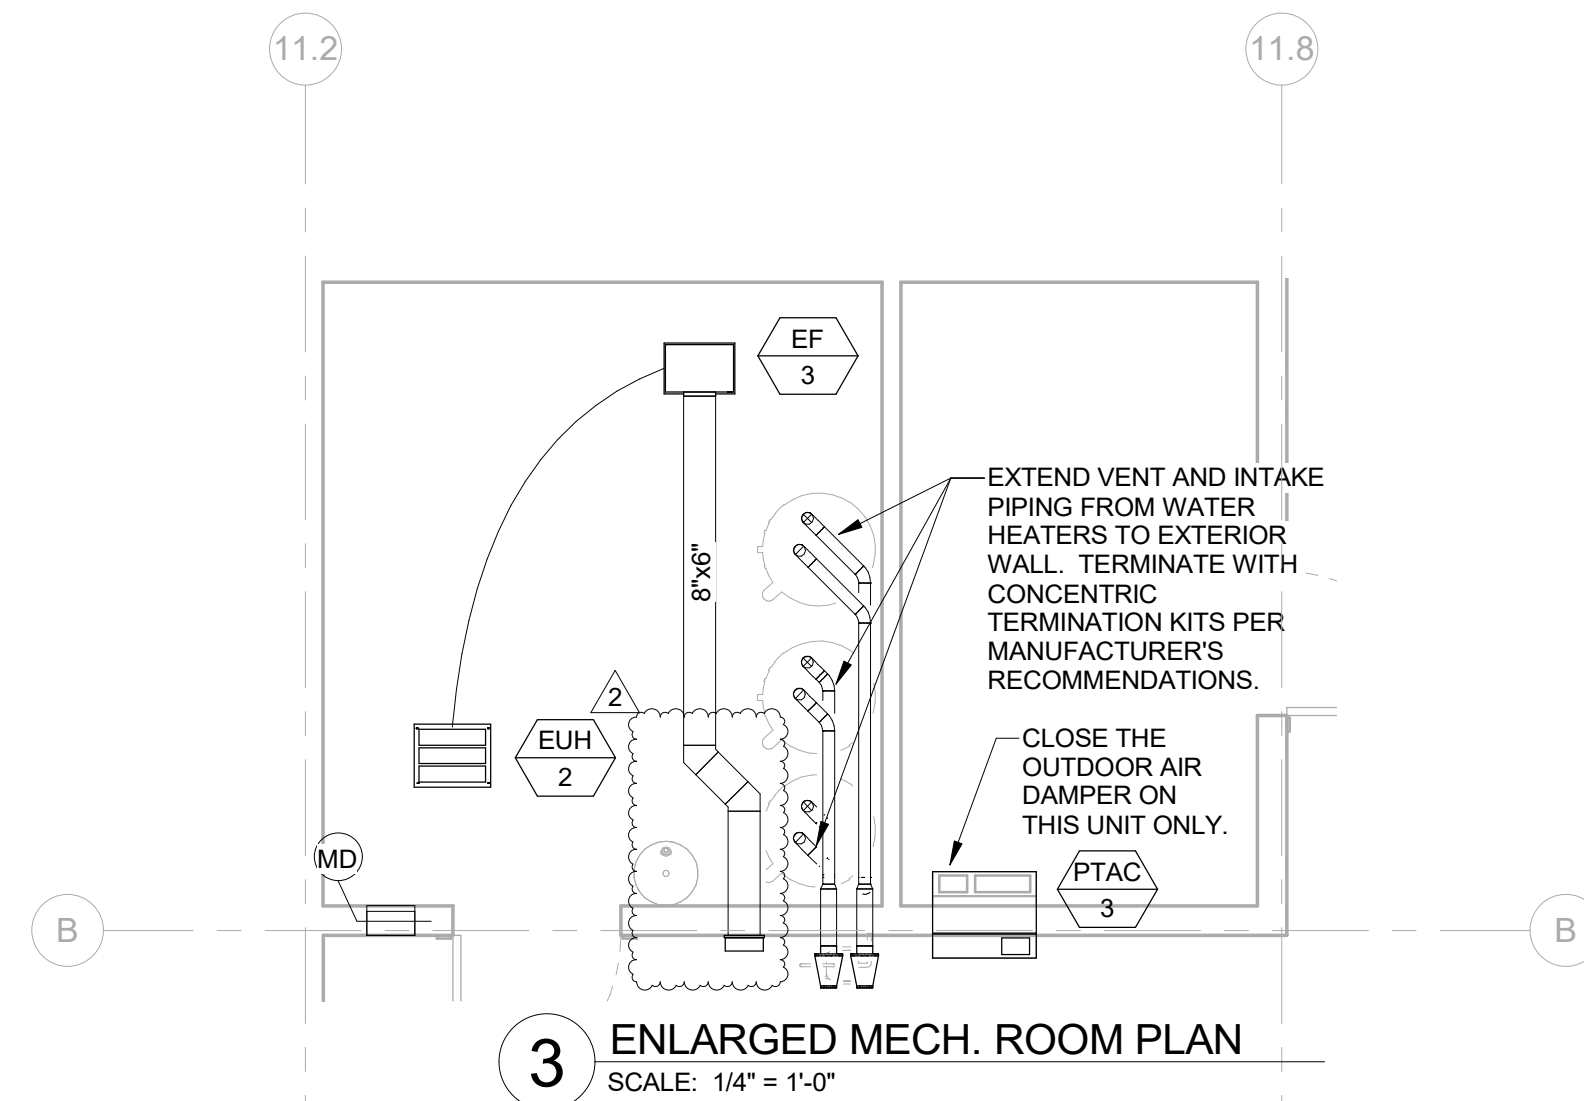 11.2
11.8
EF
3
EXTEND VENT AND INTAKE
PIPING FROM WATER
HEATERS TO EXTERIOR
WALL. TERMINATE WITH
CONCENTRIC
TERMINATION KITS PER
MANUFACTURER'S
RECOMMENDATIONS.
8"x6"
2
EUH
2
CLOSE THE
OUTDOOR AIR
DAMPER ON
THIS UNIT ONLY.
MD
PTAC
3
B
B
3
ENLARGED MECH. ROOM PLAN
SCALE: 1/4" = 1'-0"